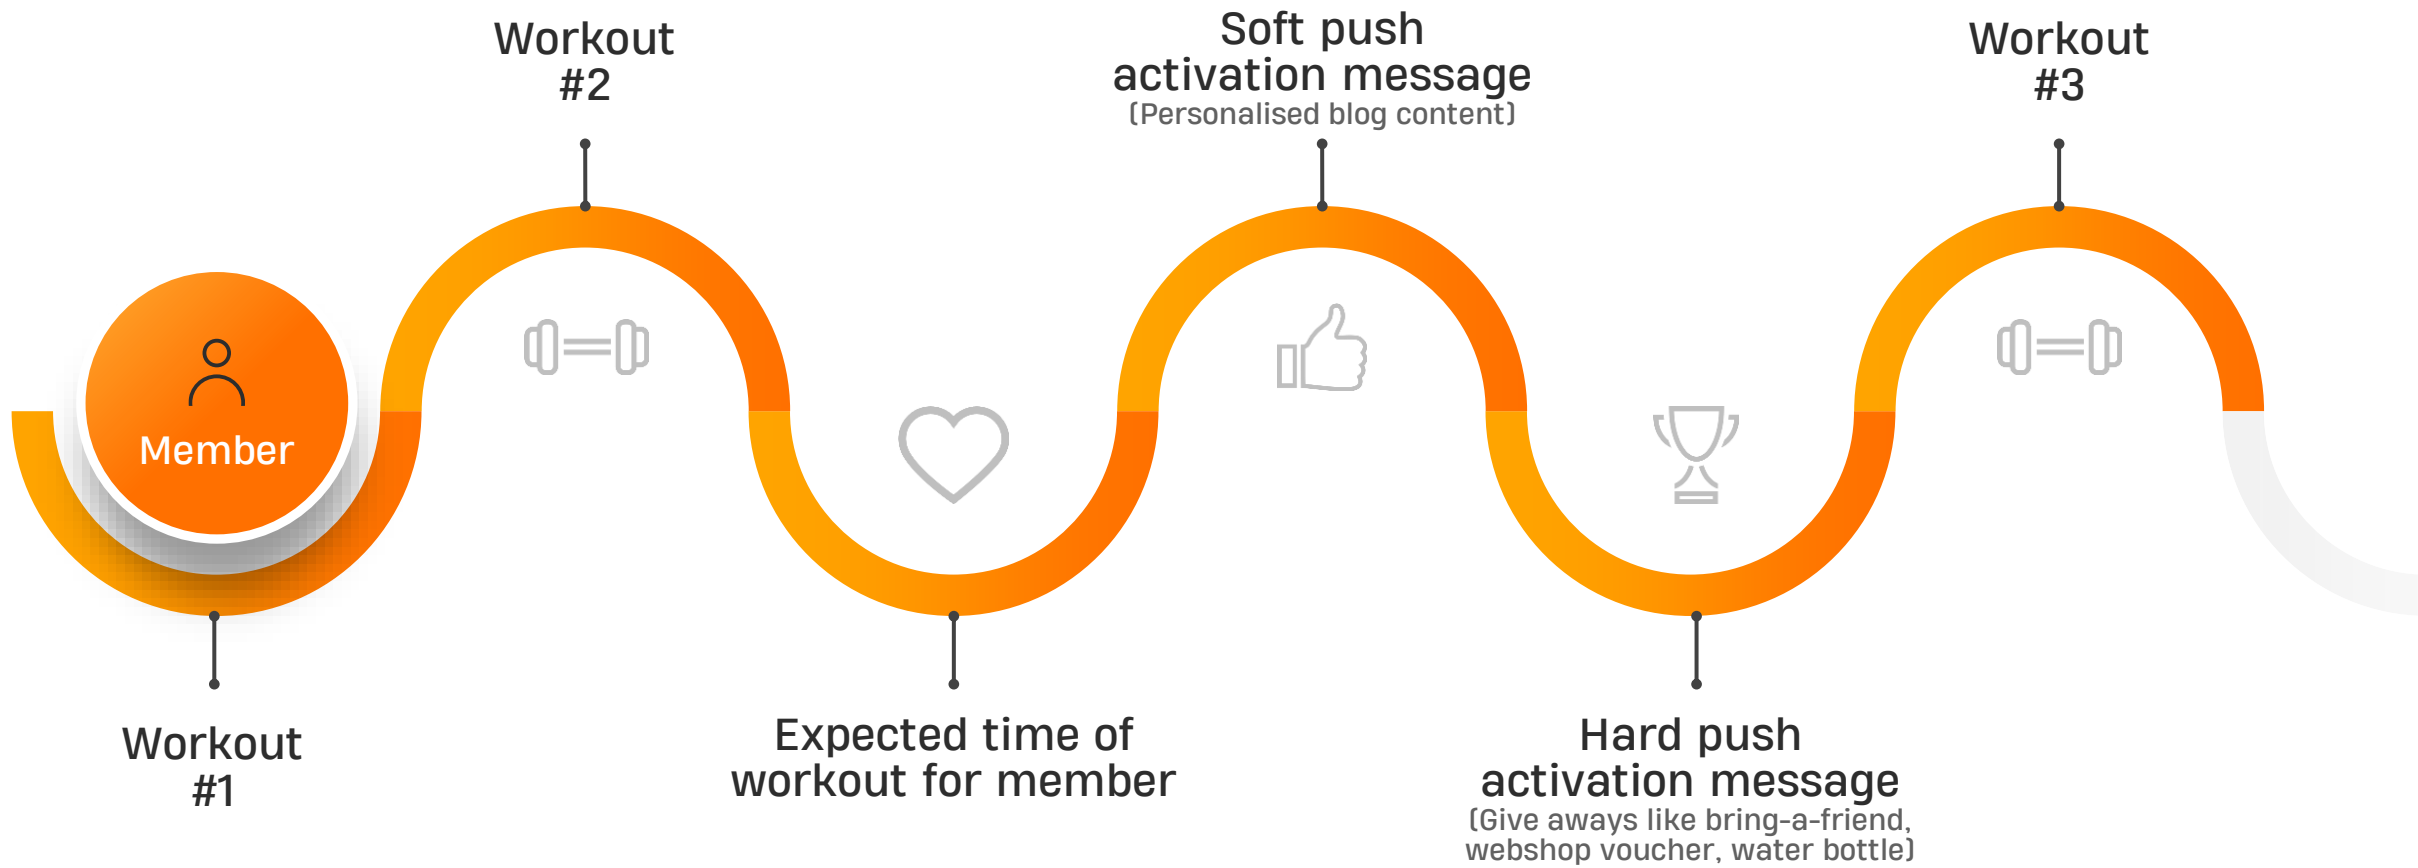 Member
Workout
#1
Workout
#2
Expected time of
workout for member
Soft push
activation message
(Personalised blog content)
Hard push
activation message
(Give aways like bring-a-friend,
webshop voucher, water bottle)
Workout
#3